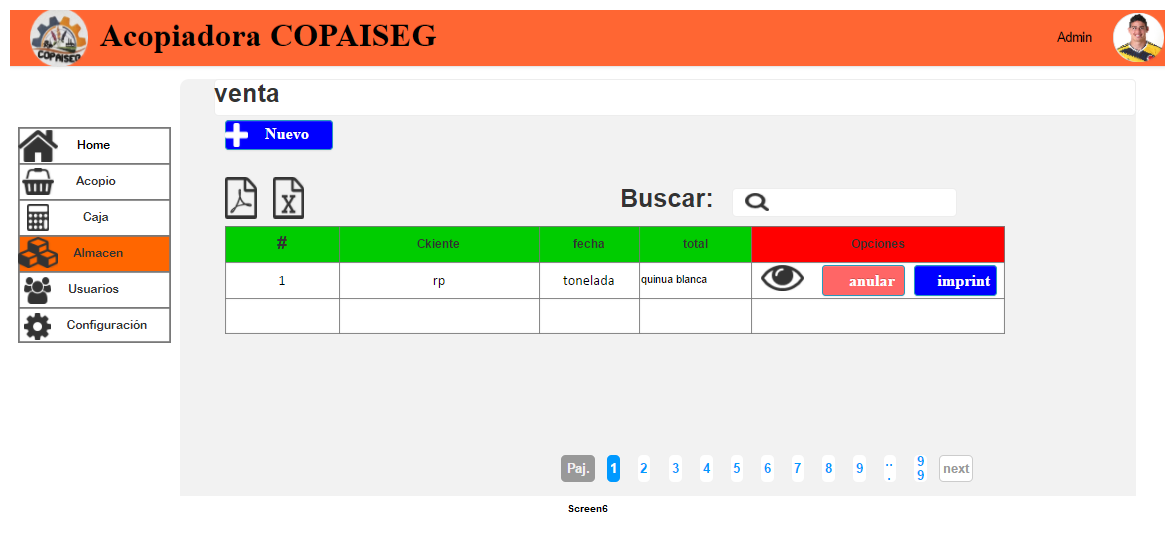 Acopiadora COPAISEG
Admin
COPAISEP
venta
Nuevo
Home
Acopio
Caja
Almacen
Usuarios
Configuración
Buscar:
# Ckiente fecha total Opciones
1 rp tonelada quinua blanca anular imprint
Paj. 1 2 3 4 5 6 7 8 9 ... 99 next
Screen6